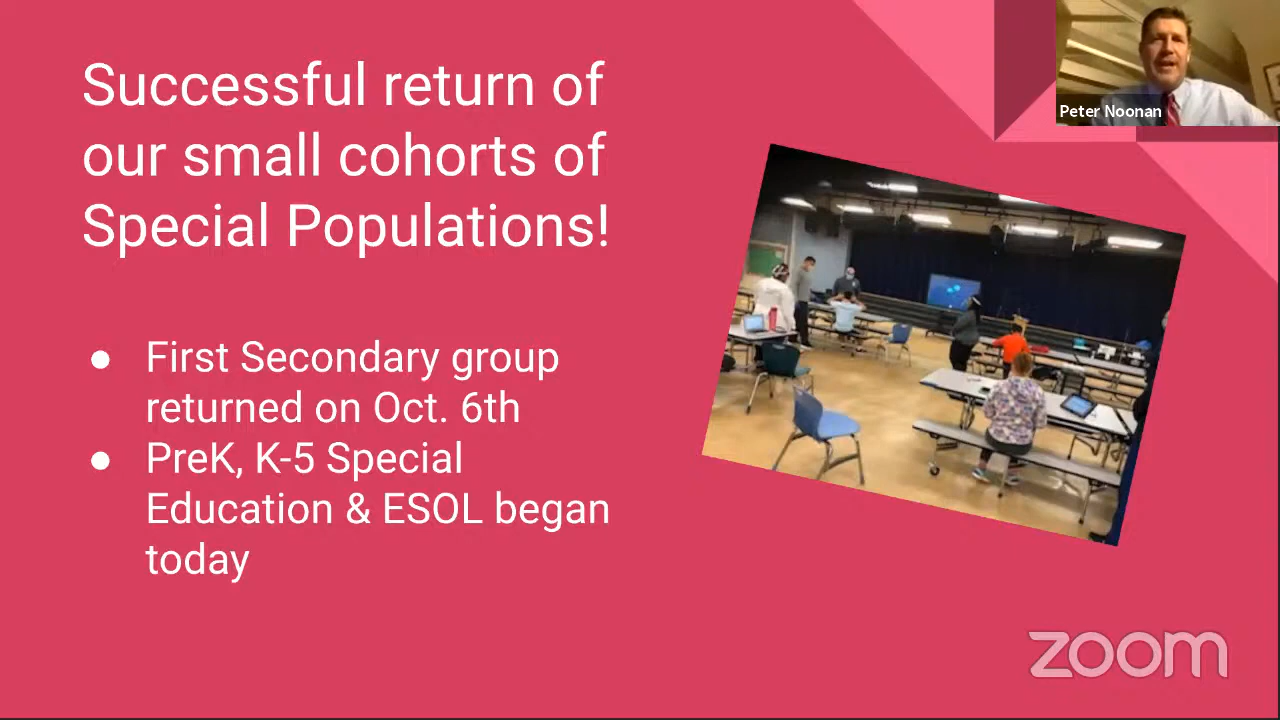 Successful return of
our small cohorts of
Special Populations!
Peter Noonan
● First Secondary group
returned on Oct. 6th
● PreK, K-5 Special
Education & ESOL began
today
zoom